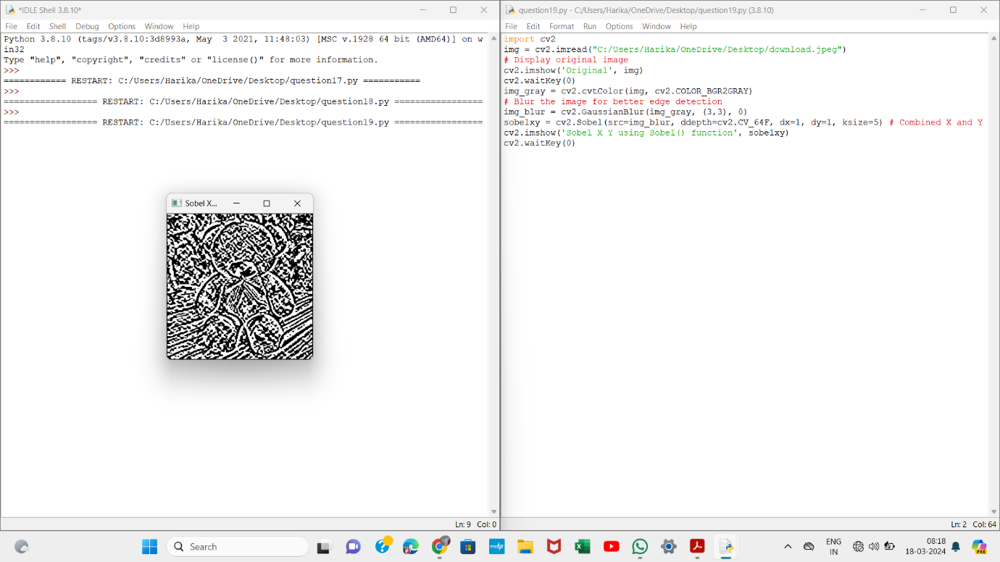 *IDLE Shell 3.8.10*
File Edit Shell Debug Options Window Help
Python 3.8.10 (tags/v3.8.10:3d8993a, May  3 2021, 11:48:03) [MSC v.1928 64 bit (AMD64)] on w
in32
Type "help", "copyright", "credits" or "license()" for more information.
>>>
============ RESTART: C:/Users/Harika/OneDrive/Desktop/question17.py ===========
>>>
================== RESTART: C:/Users/Harika/OneDrive/Desktop/question18.py =================
>>>
================== RESTART: C:/Users/Harika/OneDrive/Desktop/question19.py =================
Sobel X...
Ln: 9 Col: 0
question19.py - C:/Users/Harika/OneDrive/Desktop/question19.py (3.8.10)
File Edit Format Run Options Window Help
import cv2
img = cv2.imread("C:/Users/Harika/OneDrive/Desktop/download.jpeg")
# Display original image
cv2.imshow('Original', img)
cv2.waitKey(0)
img_gray = cv2.cvtColor(img, cv2.COLOR_BGR2GRAY)
# Blur the image for better edge detection
img_blur = cv2.GaussianBlur(img_gray, (3,3), 0)
sobelxy = cv2.Sobel(src=img_blur, ddepth=cv2.CV_64F, dx=1, dy=1, ksize=5) # Combined X and Y
cv2.imshow('Sobel X Y using Sobel() function', sobelxy)
cv2.waitKey(0)
Ln: 2 Col: 64
Search
myhp
ENG
IN
08:18
18-03-2024
PRE